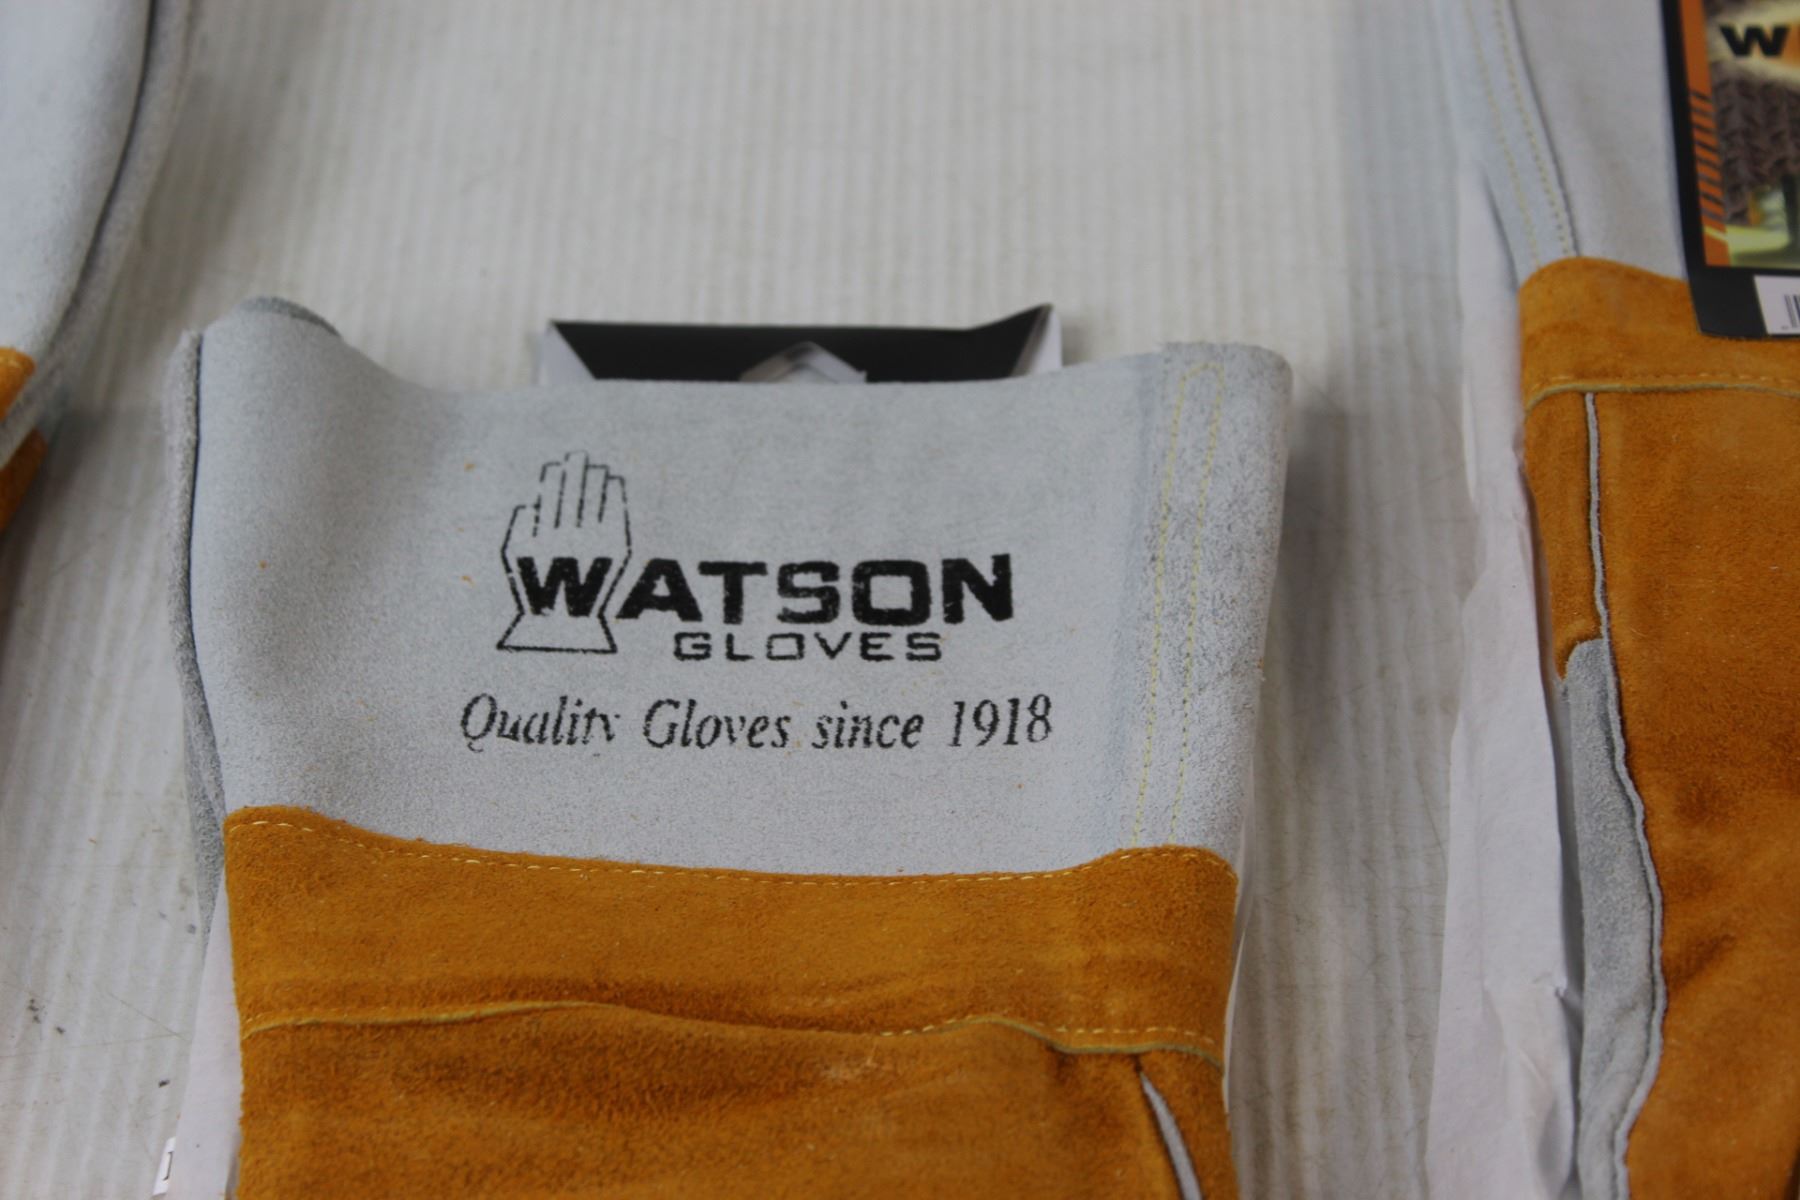 WATSON
GLOVES
Quality Gloves since 1918